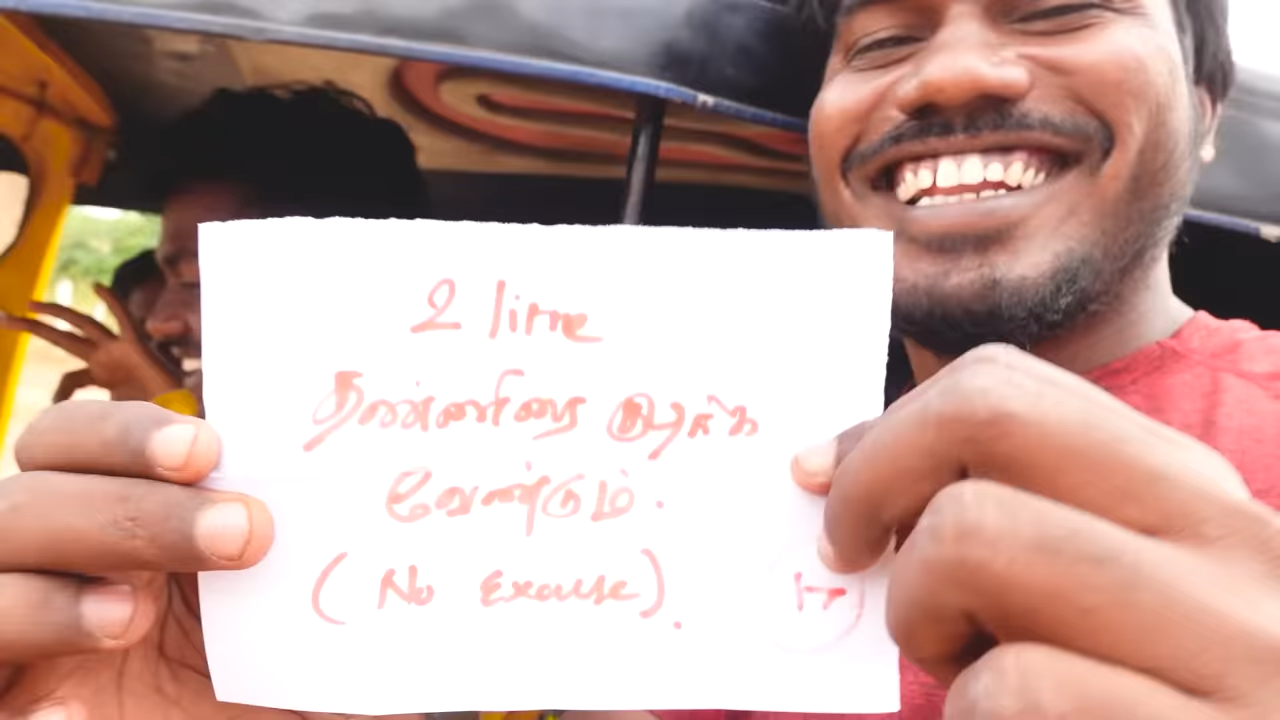 2 litre
தண்ணீரை குடிக்க
வேண்டும்.
(No Excuse).
17